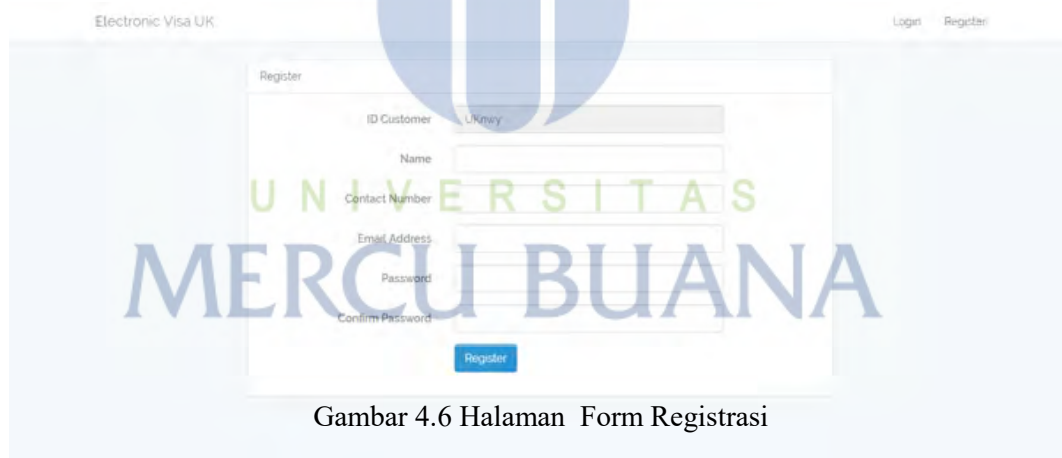 Electronic Visa UK
Login Register
Register
ID Customer UKnwy
Name
UNIVERSITAS
Contact Number
Email Address
MERCU BUANA
Password
Confirm Password
Register
Gambar 4.6 Halaman Form Registrasi